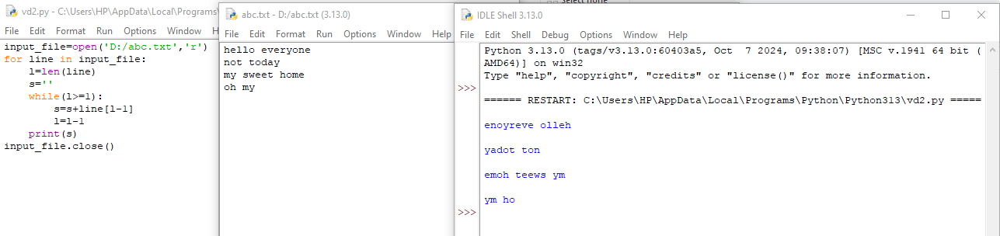 vd2.py - C:\Users\HP\AppData\Local\Programs\
File Edit Format Run Options Window
input_file=open('D:/abc.txt','r')
for line in input_file:
    l=len(line)
    s=''
    while(l>=1):
        s=s+line[l-1]
        l=l-1
    print(s)
input_file.close()
abc.txt - D:/abc.txt (3.13.0)
File Edit Format Run Options Window Help
hello everyone
not today
my sweet home
oh my
IDLE Shell 3.13.0
File Edit Shell Debug Options Window Help
Python 3.13.0 (tags/v3.13.0:60403a5, Oct  7 2024, 09:38:07) [MSC v.1941 64 bit (
AMD64)] on win32
Type "help", "copyright", "credits" or "license()" for more information.
>>>
====== RESTART: C:\Users\HP\AppData\Local\Programs\Python\Python313\vd2.py =====
enoyreve olleh
yadot ton
emoh teews ym
ym ho
>>>